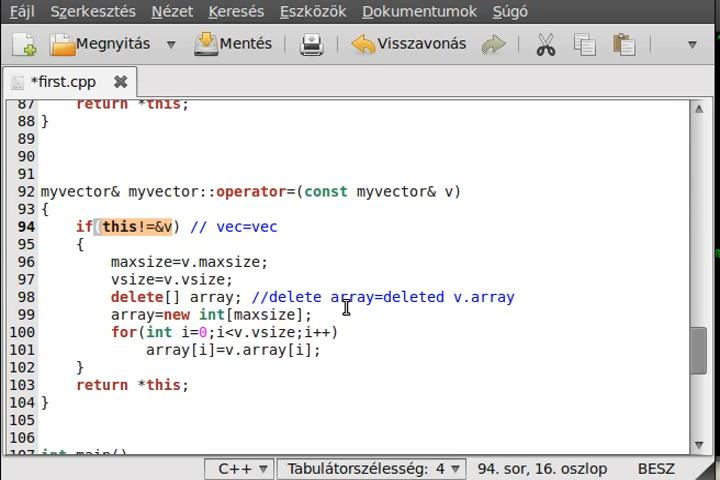 Fájl Szerkesztés Nézet Keresés Eszközök Dokumentumok Súgó
Megnyitás Mentés Visszavonás
*first.cpp
87 return *this;
88 }
89
90
91
92 myvector& myvector::operator=(const myvector& v)
93 {
94 if(this!=&v) // vec=vec
95 {
96 maxsize=v.maxsize;
97 vsize=v.vsize;
98 delete[] array; //delete array=deleted v.array
99 array=new int[maxsize];
100 for(int i=0;i<v.vsize;i++)
101 array[i]=v.array[i];
102 }
103 return *this;
104 }
105
106
107 int main()
C++ Tabulátorszélesség: 4 94. sor, 16. oszlop BESZ